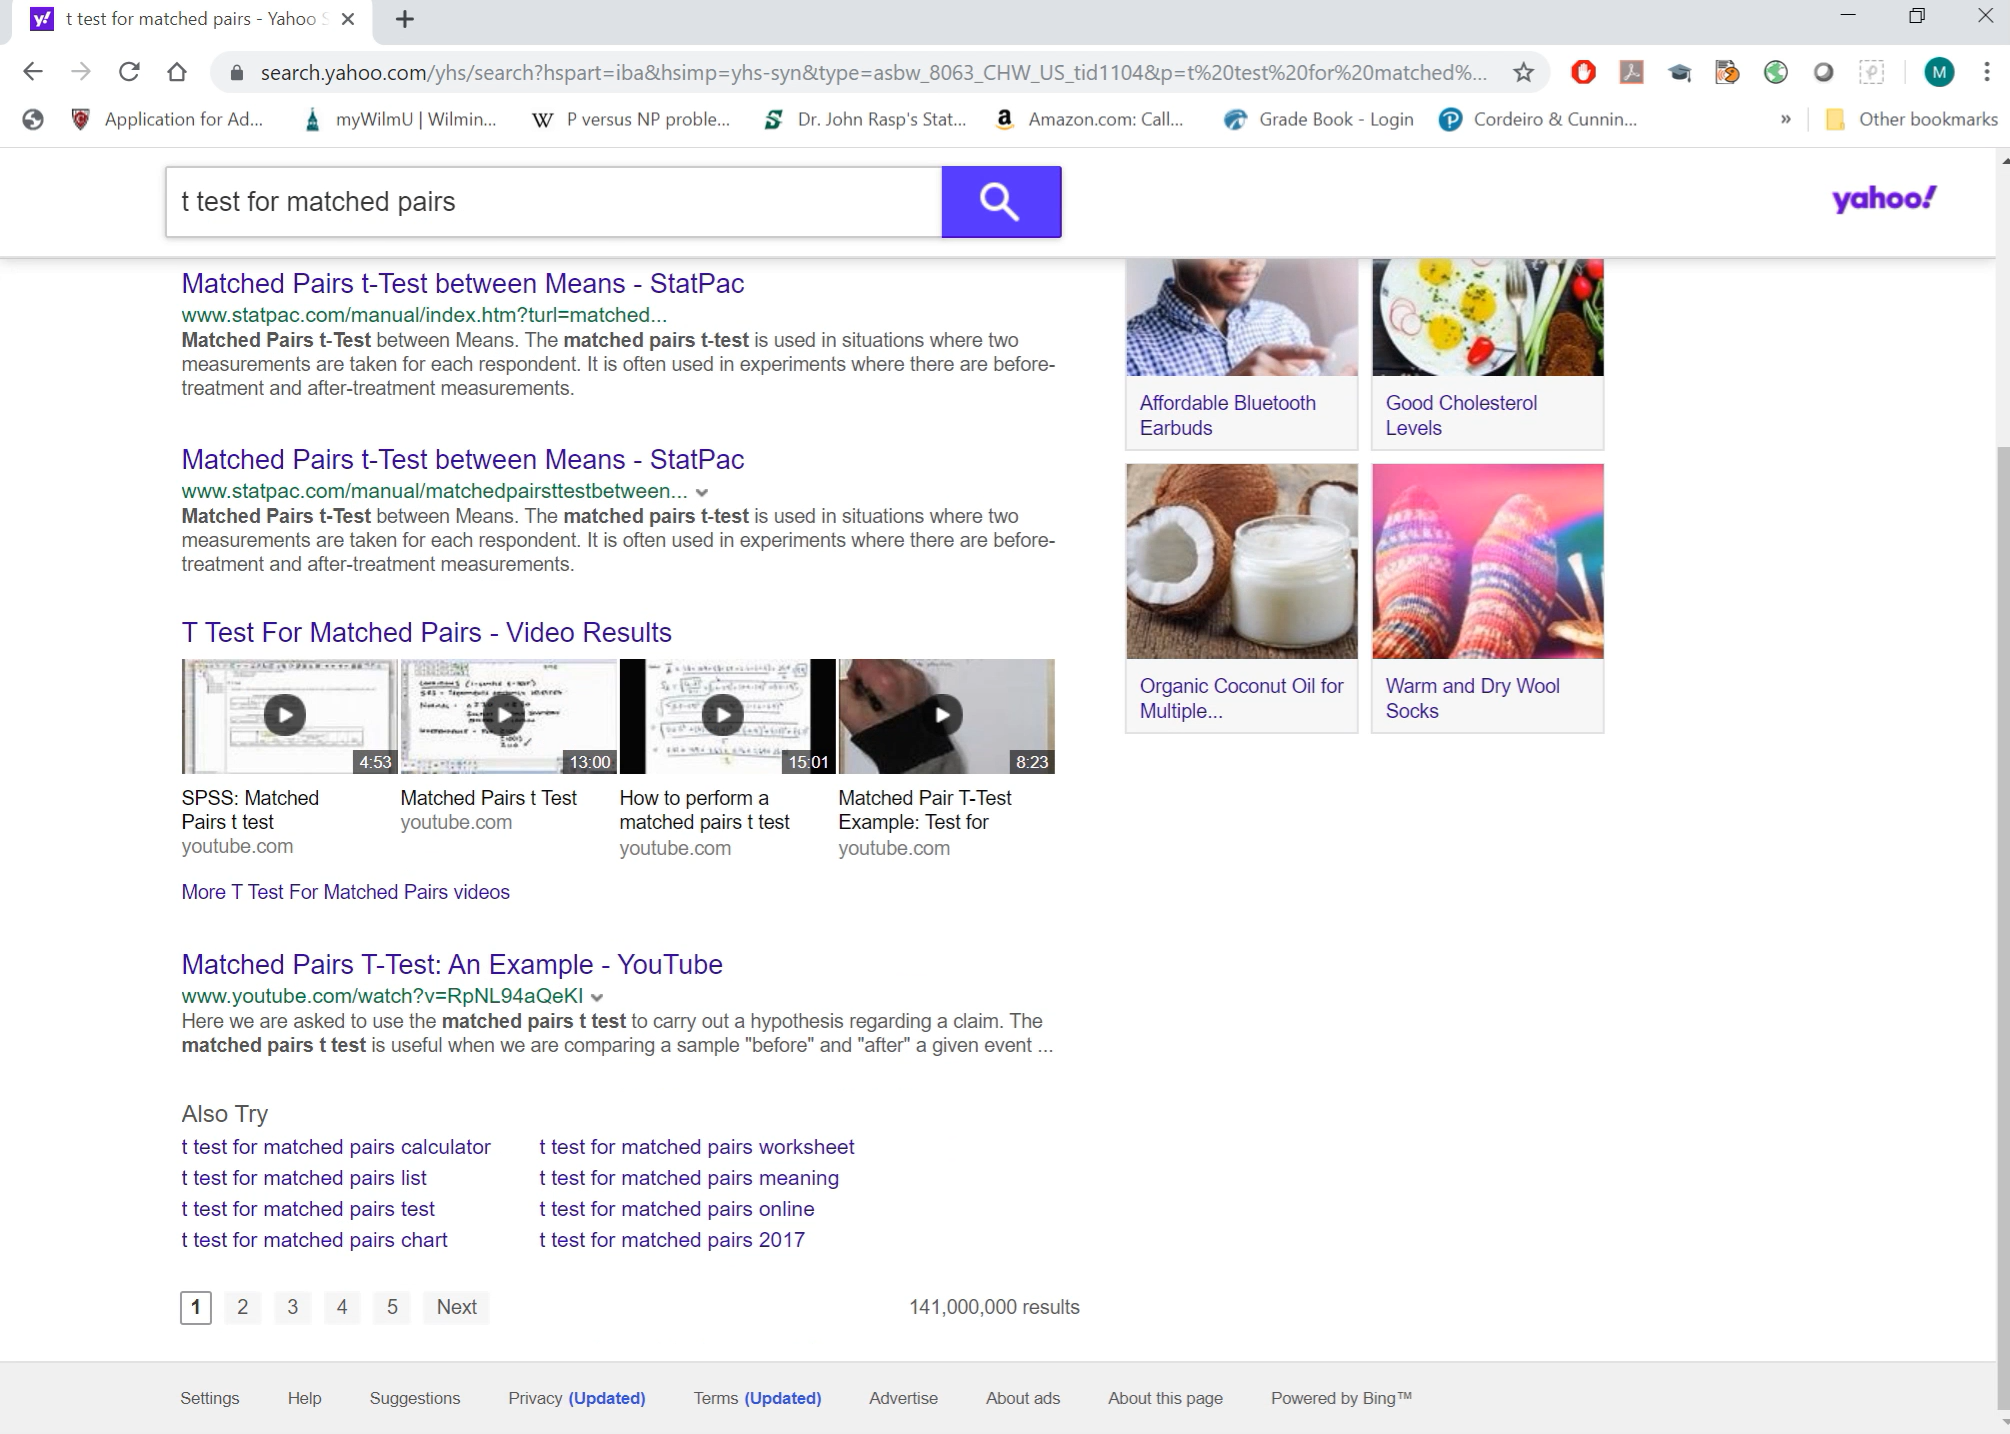 t test for matched pairs - Yahoo S
search.yahoo.com/yhs/search?hspart=iba&hsimp=yhs-syn&type=asbw_8063_CHW_US_tid1104&p=t%20test%20for%20matched%...
M
Application for Ad...
myWilmU | Wilmin...
W P versus NP proble...
Dr. John Rasp's Stat...
a Amazon.com: Call...
Grade Book - Login
P Cordeiro & Cunnin...
»
Other bookmarks
t test for matched pairs
yahoo!
Matched Pairs t-Test between Means - StatPac
www.statpac.com/manual/index.htm?turl=matched...
Matched Pairs t-Test between Means. The matched pairs t-test is used in situations where two
measurements are taken for each respondent. It is often used in experiments where there are before-
treatment and after-treatment measurements.
Matched Pairs t-Test between Means - StatPac
www.statpac.com/manual/matchedpairsttestbetween...
Matched Pairs t-Test between Means. The matched pairs t-test is used in situations where two
measurements are taken for each respondent. It is often used in experiments where there are before-
treatment and after-treatment measurements.
T Test For Matched Pairs - Video Results
4:53
13:00
15:01
8:23
SPSS: Matched
Pairs t test
youtube.com
Matched Pairs t Test
youtube.com
How to perform a
matched pairs t test
youtube.com
Matched Pair T-Test
Example: Test for
youtube.com
More T Test For Matched Pairs videos
Matched Pairs T-Test: An Example - YouTube
www.youtube.com/watch?v=RpNL94aQeKI
Here we are asked to use the matched pairs t test to carry out a hypothesis regarding a claim. The
matched pairs t test is useful when we are comparing a sample "before" and "after" a given event ...
Also Try
t test for matched pairs calculator
t test for matched pairs worksheet
t test for matched pairs list
t test for matched pairs meaning
t test for matched pairs test
t test for matched pairs online
t test for matched pairs chart
t test for matched pairs 2017
1 2 3 4 5 Next
141,000,000 results
Affordable Bluetooth
Earbuds
Good Cholesterol
Levels
Organic Coconut Oil for
Multiple...
Warm and Dry Wool
Socks
Settings Help Suggestions Privacy (Updated) Terms (Updated) Advertise About ads About this page Powered by Bing™